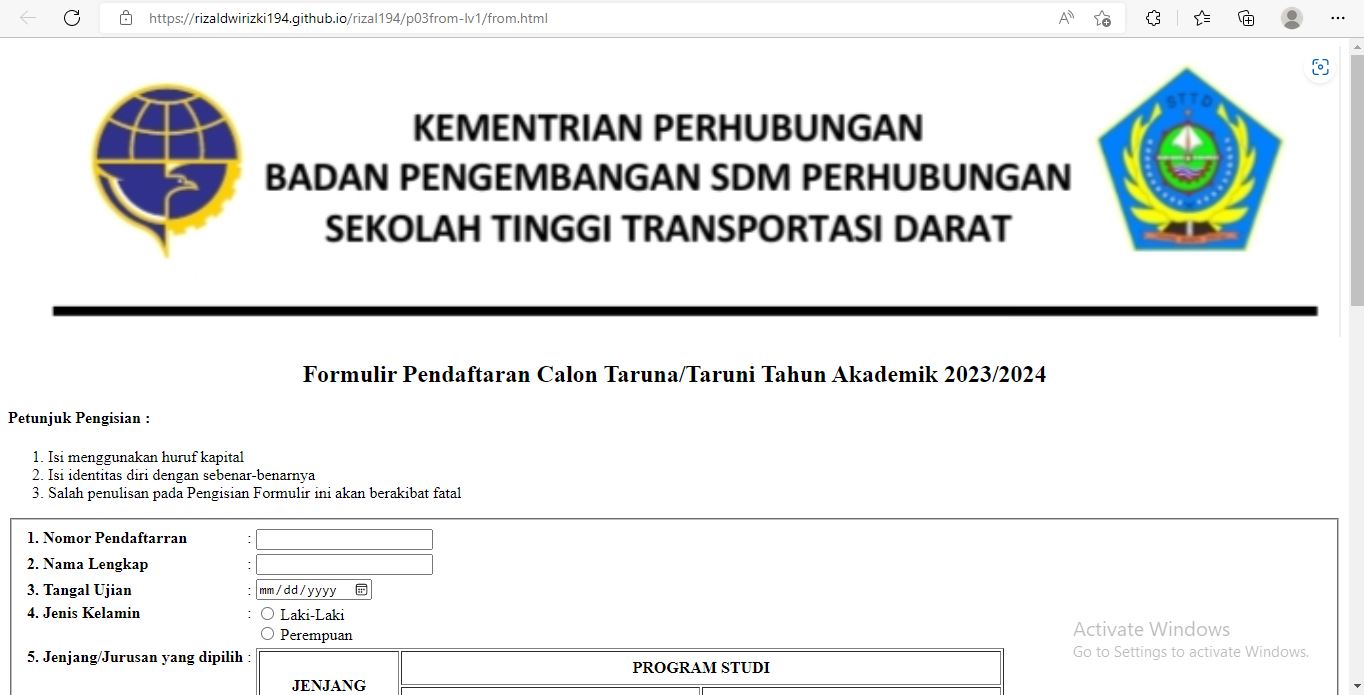 https://rizaldwirizki194.github.io/rizal194/p03from-lv1/from.html
KEMENTRIAN PERHUBUNGAN
BADAN PENGEMBANGAN SDM PERHUBUNGAN
SEKOLAH TINGGI TRANSPORTASI DARAT
STTD
Formulir Pendaftaran Calon Taruna/Taruni Tahun Akademik 2023/2024
Petunjuk Pengisian :
1. Isi menggunakan huruf kapital
2. Isi identitas diri dengan sebenar-benarnya
3. Salah penulisan pada Pengisian Formulir ini akan berakibat fatal
1. Nomor Pendaftarran :
2. Nama Lengkap :
3. Tangal Ujian : mm/dd/yyyy
4. Jenis Kelamin : Laki-Laki
Perempuan
5. Jenjang/Jurusan yang dipilih :
PROGRAM STUDI
JENJANG
Activate Windows
Go to Settings to activate Windows.